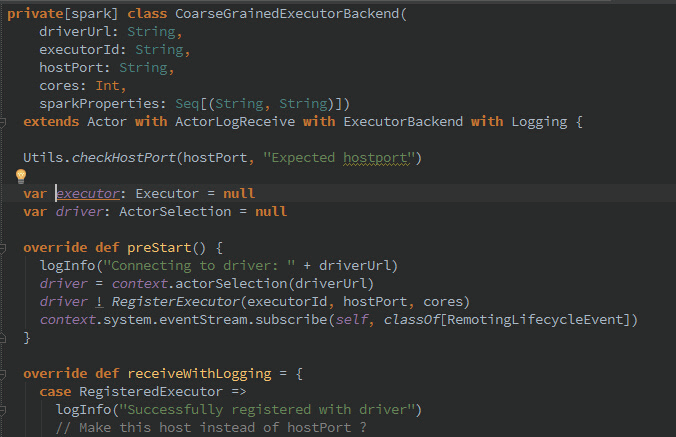 private[spark] class CoarseGrainedExecutorBackend(
    driverUrl: String,
    executorId: String,
    hostPort: String,
    cores: Int,
    sparkProperties: Seq[(String, String)])
  extends Actor with ActorLogReceive with ExecutorBackend with Logging {
  Utils.checkHostPort(hostPort, "Expected hostport")
  var executor: Executor = null
  var driver: ActorSelection = null
  override def preStart() {
    logInfo("Connecting to driver: " + driverUrl)
    driver = context.actorSelection(driverUrl)
    driver ! RegisterExecutor(executorId, hostPort, cores)
    context.system.eventStream.subscribe(self, classOf[RemotingLifecycleEvent])
  }
  override def receiveWithLogging = {
    case RegisteredExecutor =>
      logInfo("Successfully registered with driver")
      // Make this host instead of hostPort ?